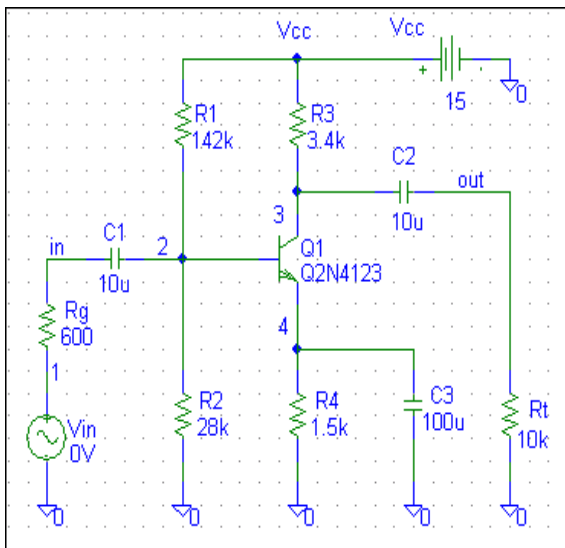 Vcc
Vcc
+
-
15
0
R1
142k
R3
3.4k
C2
10u
out
3
in
C1
10u
2
Q1
Q2N4123
Rg
600
1
4
Vin
0V
R2
28k
R4
1.5k
C3
100u
Rt
10k
0
0
0
0
0